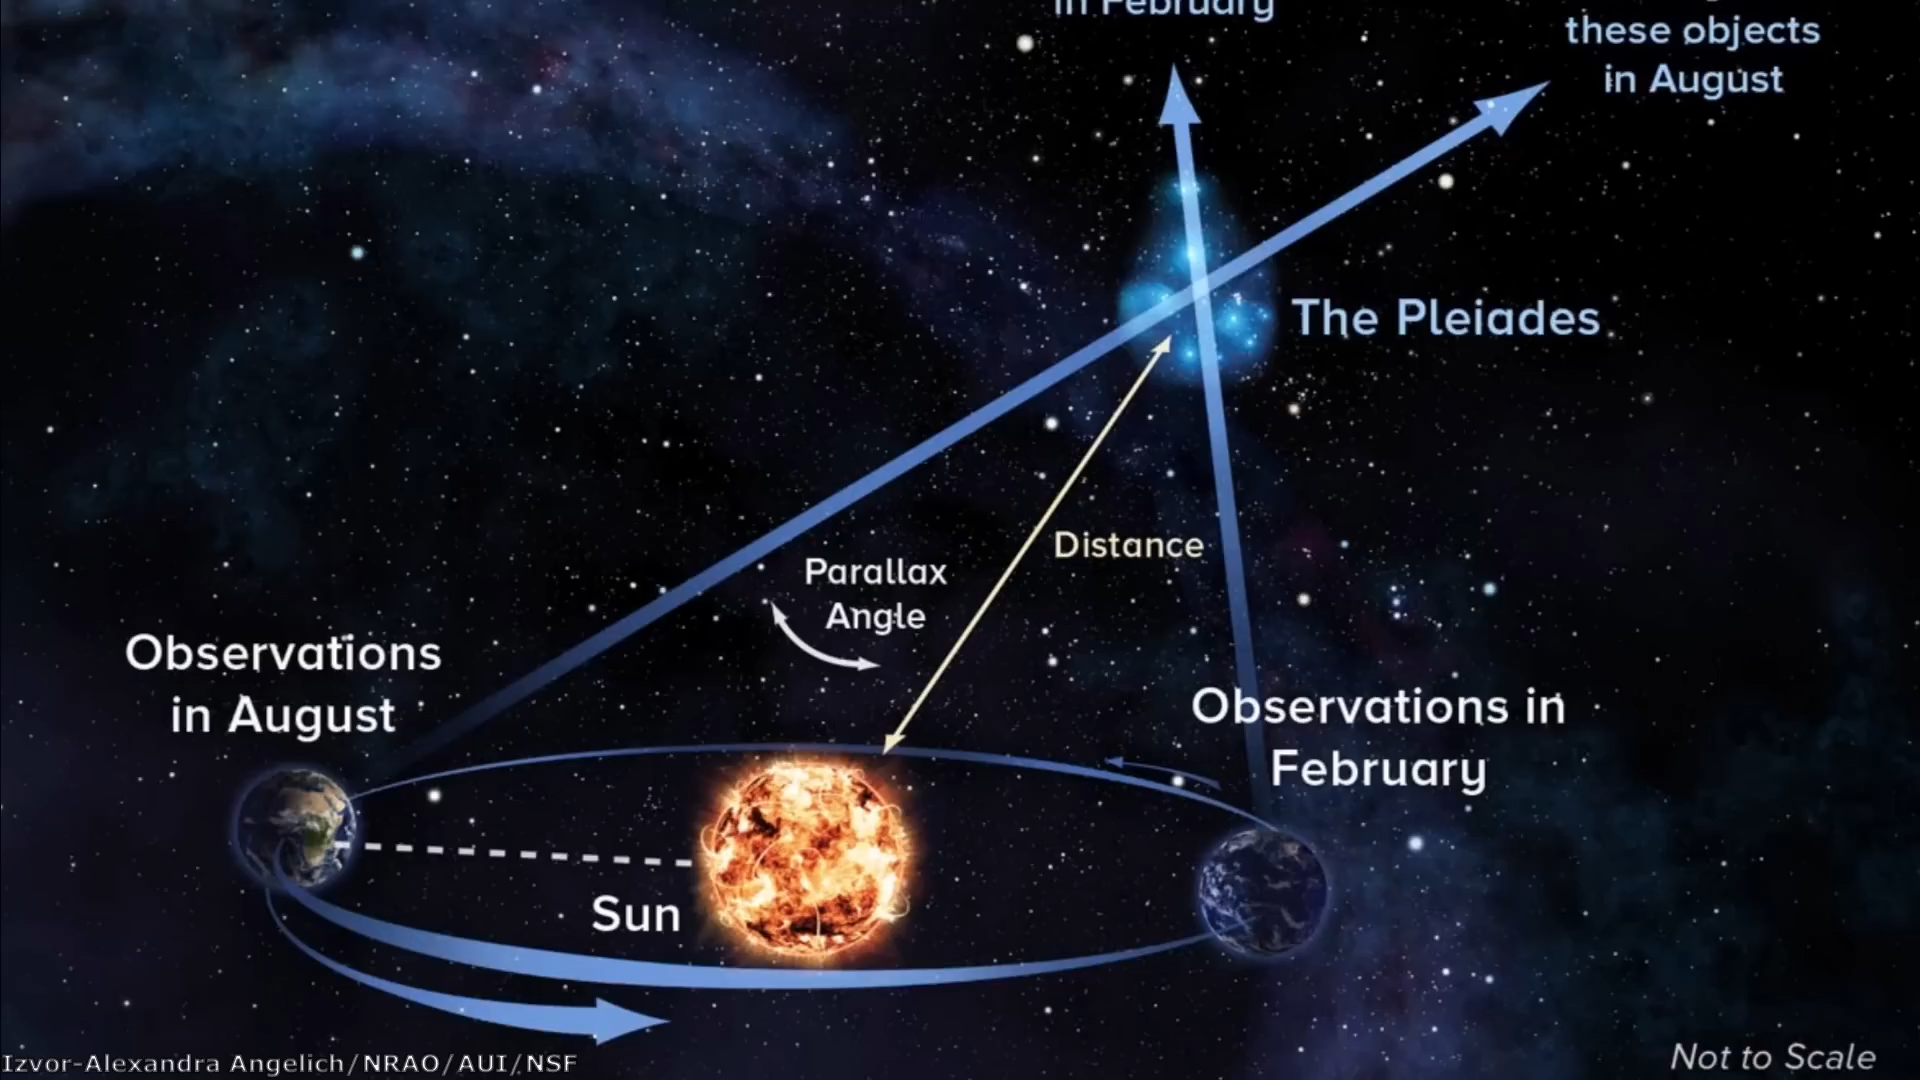 in February
these objects
in August
The Pleiades
Distance
Parallax
Angle
Observations
in August
Observations in
February
Sun
Izvor-Alexandra Angelich/NRAO/AUI/NSF
Not to Scale